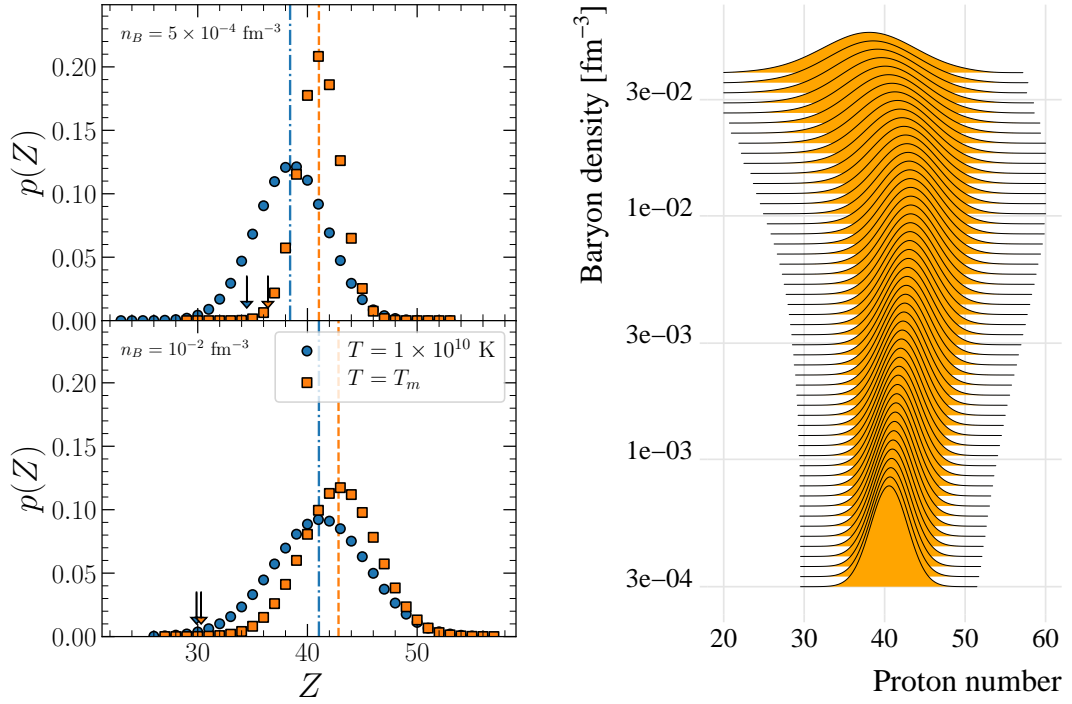 n_B = 5 × 10⁻⁴ fm⁻³
0.20
0.15
0.10
0.05
0.00
p(Z)
n_B = 10⁻² fm⁻³
T = 1 × 10¹⁰ K
T = T_m
0.20
0.15
0.10
0.05
0.00
p(Z)
30
40
50
Z
Baryon density [fm⁻³]
3e−02
1e−02
3e−03
1e−03
3e−04
20
30
40
50
60
Proton number